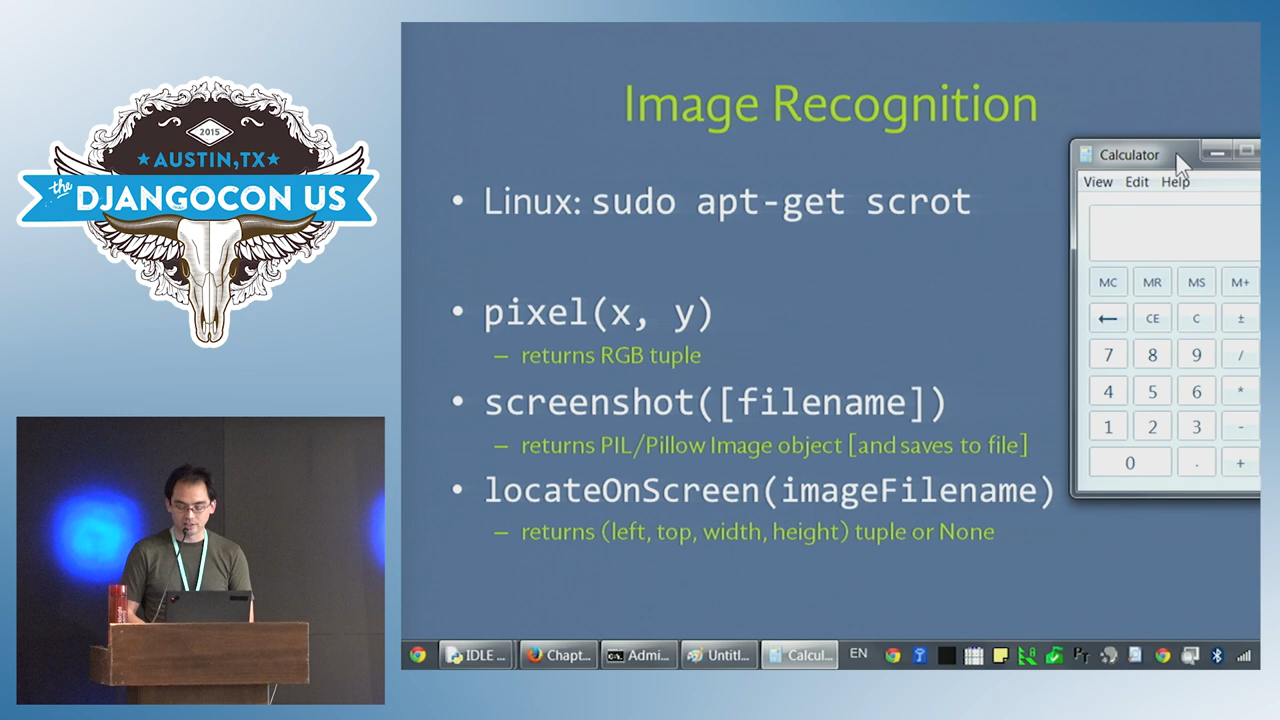 2015
★AUSTIN,TX★
the
DJANGOCON US
Image Recognition
• Linux: sudo apt-get scrot
• pixel(x, y)
– returns RGB tuple
• screenshot([filename])
– returns PIL/Pillow Image object [and saves to file]
• locateOnScreen(imageFilename)
– returns (left, top, width, height) tuple or None
Calculator
View Edit Help
MC MR MS M+
← CE C ±
7 8 9 /
4 5 6 *
1 2 3 -
0 . +
IDLE ... Chapt... Admi... Untitl... Calcul... EN